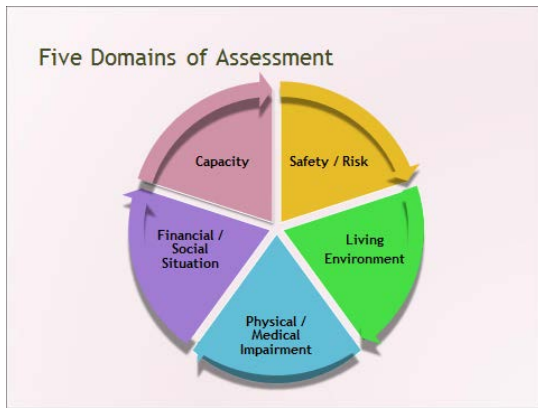 Five Domains of Assessment
Capacity
Safety / Risk
Financial /
Social
Situation
Living
Environment
Physical /
Medical
Impairment